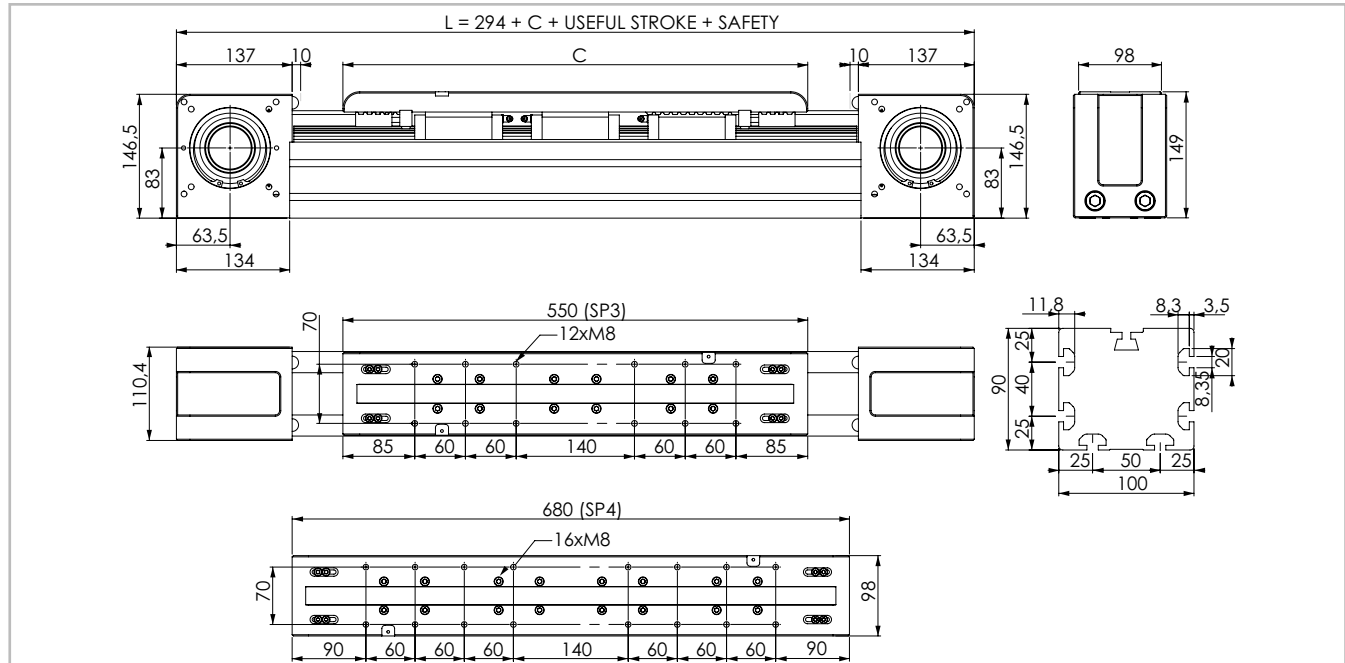 L = 294 + C + USEFUL STROKE + SAFETY
137 10 C 10 137 98
146,5 83 146,5 83 149
63,5 63,5
134 134
550 (SP3)
70 12xM8
110,4
85 60 60 140 60 60 85
11,8 8,3 3,5
25 40 25 90 20 8,35
25 50 25
100
680 (SP4)
16xM8
70 98
90 60 60 60 140 60 60 60 90